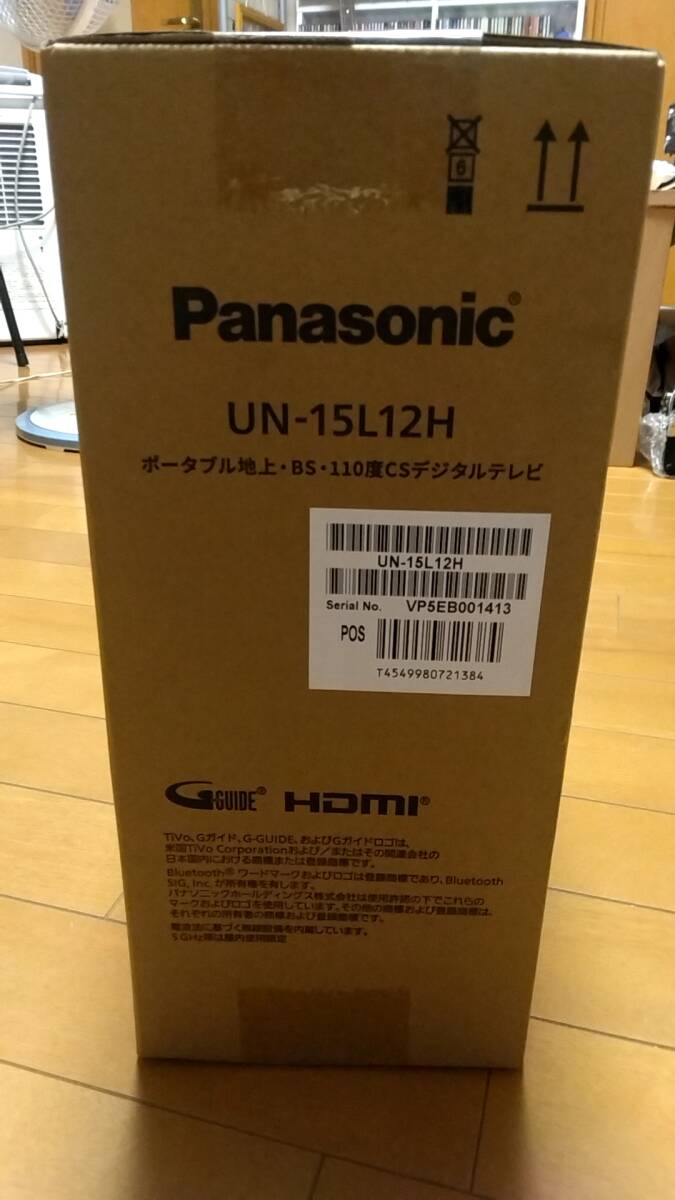 6
Panasonic®
UN-15L12H
ポータブル地上・BS・110度CSデジタルテレビ
UN-15L12H
Serial No. VP5EB001413
POS
T4549980721384
G-GUIDE® HDMI®
TiVo、Gガイド、G-GUIDE、およびGガイドロゴは、
米国TiVo Corporationおよび／またはその関連会社の
日本国内における商標または登録商標です。
Bluetooth® ワードマークおよびロゴは登録商標であり、Bluetooth
SIG, Inc. が所有権を有します。
パナソニックホールディングス株式会社は使用許諾の下でこれらの
マークおよびロゴを使用しています。その他の商標および登録商標は、
それぞれの所有者の商標および登録商標です。
電波法に基づく無線設備を内蔵しています。
5GHz帯は屋内使用限定